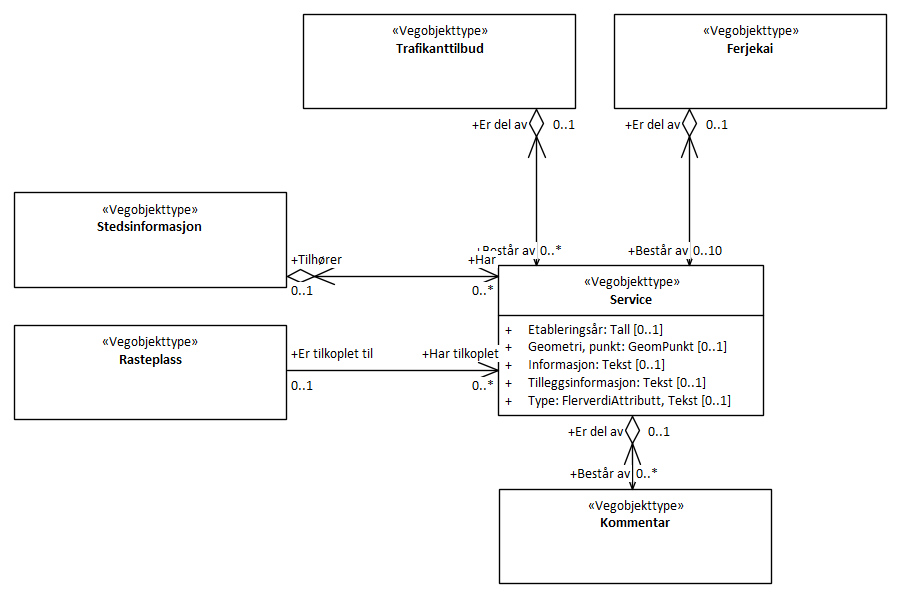 «Vegobjekttype»
Trafikanttilbud
«Vegobjekttype»
Ferjekai
+Er del av 0..1
+Er del av 0..1
«Vegobjekttype»
Stedsinformasjon
+Består av 0..*
+Består av 0..10
+Tilhører
+Har
0..1
0..*
«Vegobjekttype»
Service
«Vegobjekttype»
Rasteplass
+Er tilkoplet til
+Har tilkoplet
0..1
0..*
+ Etableringsår: Tall [0..1]
+ Geometri, punkt: GeomPunkt [0..1]
+ Informasjon: Tekst [0..1]
+ Tilleggsinformasjon: Tekst [0..1]
+ Type: FlerverdiAttributt, Tekst [0..1]
+Er del av 0..1
+Består av 0..*
«Vegobjekttype»
Kommentar